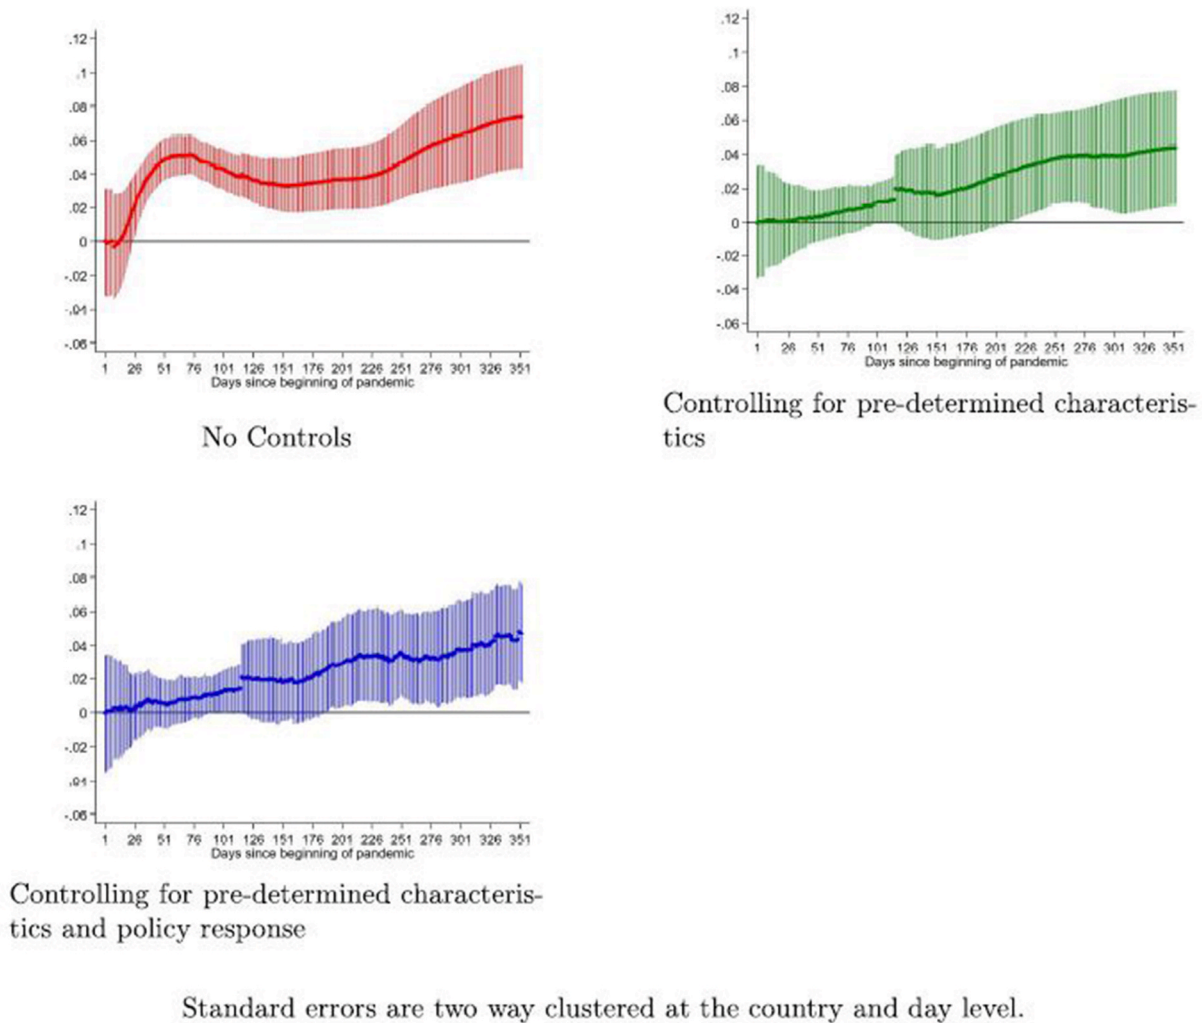 .12
.1
.08
.06
.04
.02
0
-.02
-.04
-.06
1 26 51 76 101 126 151 176 201 226 251 276 301 326 351
Days since beginning of pandemic
No Controls
.12
.1
.08
.06
.04
.02
0
-.02
-.04
-.06
1 26 51 76 101 126 151 176 201 226 251 276 301 326 351
Days since beginning of pandemic
Controlling for pre-determined characteris-
tics
.12
.1
.08
.06
.04
.02
0
-.02
-.04
-.06
1 26 51 76 101 126 151 176 201 226 251 276 301 326 351
Days since beginning of pandemic
Controlling for pre-determined characteris-
tics and policy response
Standard errors are two way clustered at the country and day level.